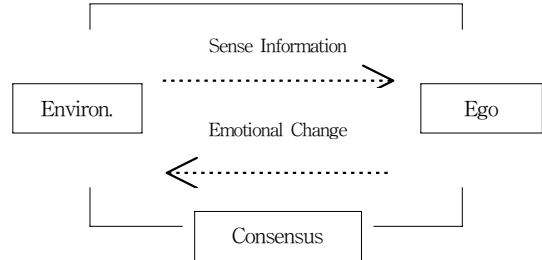 Sense Information
Environ.
Ego
Emotional Change
Consensus